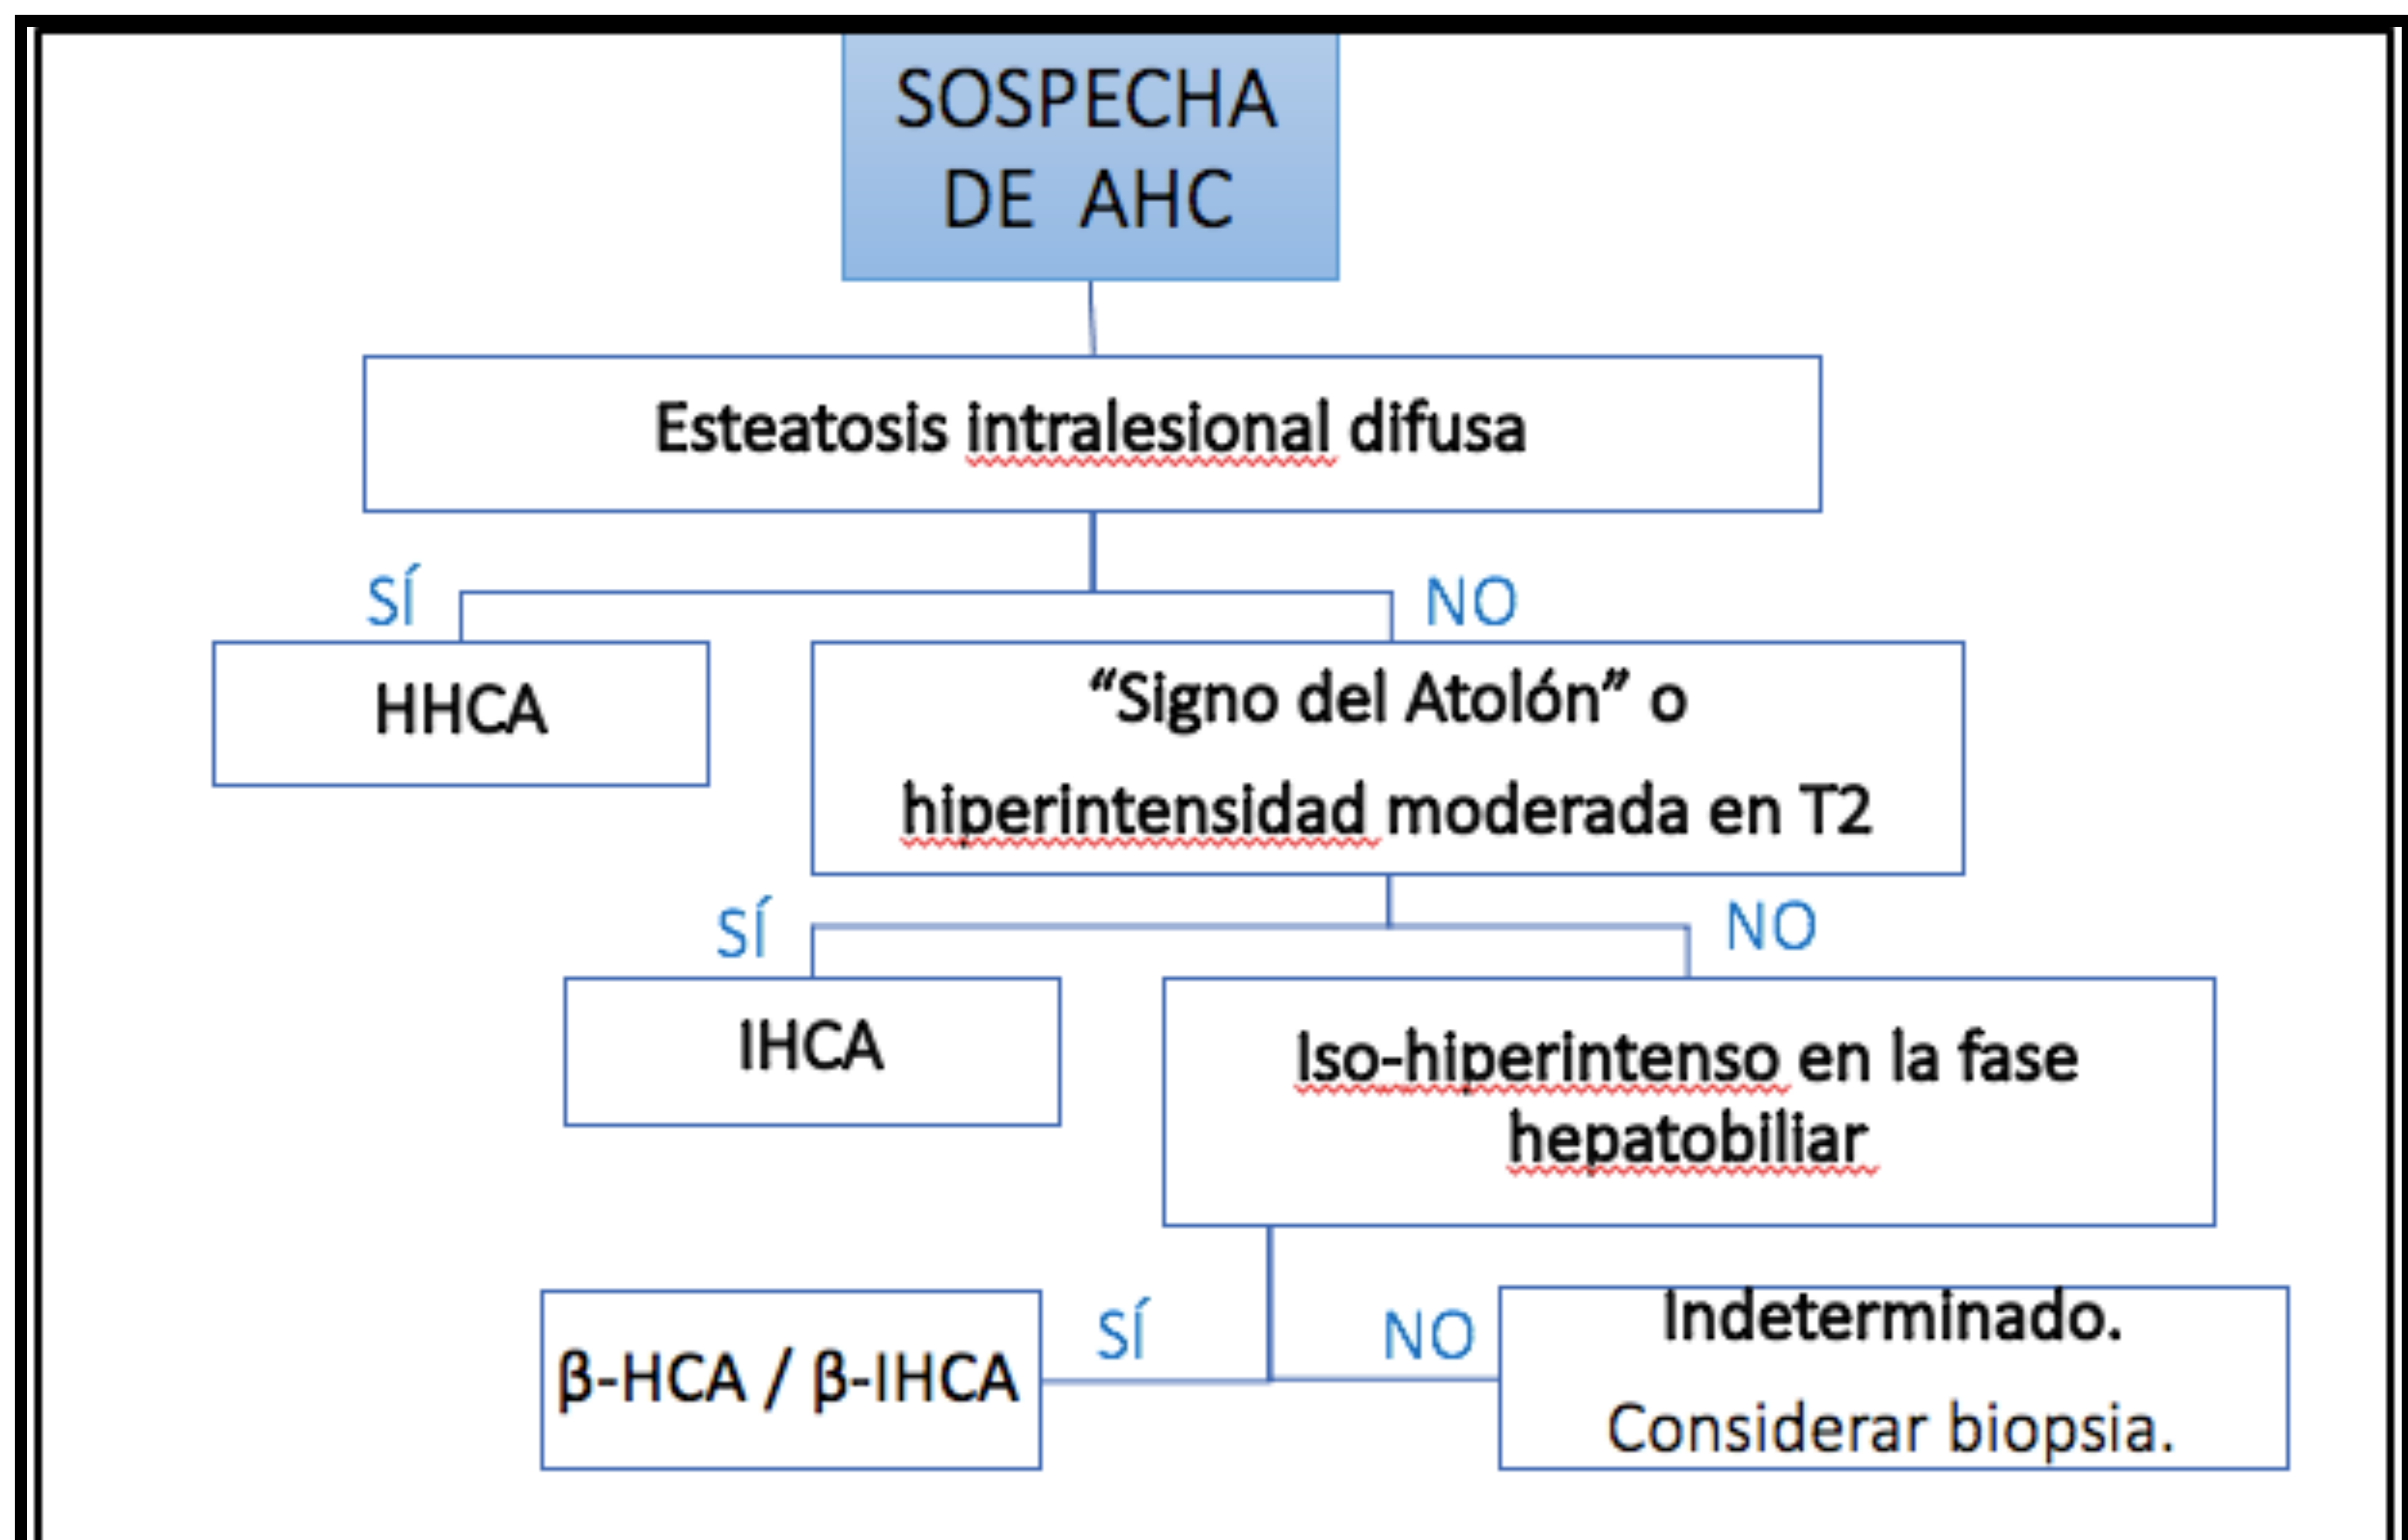 SOSPECHA
DE AHC
Esteatosis intralesional difusa
SÍ
NO
HHCA
“Signo del Atolón” o
hiperintensidad moderada en T2
SÍ
NO
IHCA
Iso-hiperintenso en la fase
hepatobiliar
SÍ
NO
β-HCA / β-IHCA
Indeterminado.
Considerar biopsia.